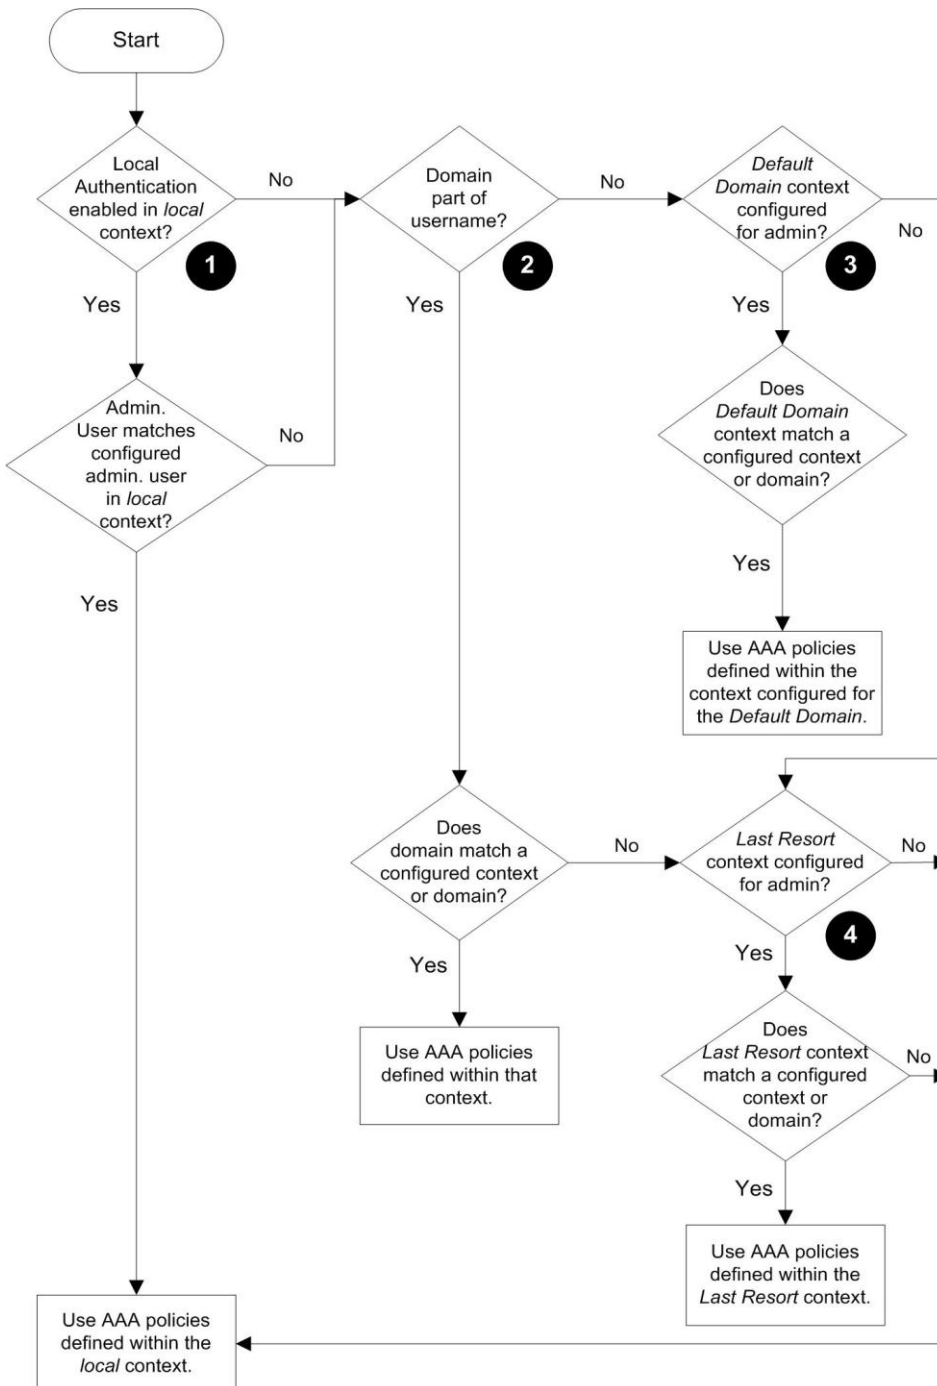 Start
Local
Authentication
enabled in local
context?
No
1
Yes
Domain
part of
username?
No
2
Yes
Default
Domain context
configured
for admin?
No
3
Yes
Admin.
User matches
configured
admin. user
in local
context?
No
Yes
Does
Default Domain
context match a
configured context
or domain?
Yes
Use AAA policies
defined within the
context configured for
the Default Domain.
Does
domain match a
configured context
or domain?
No
Yes
Use AAA policies
defined within that
context.
Last Resort
context configured
for admin?
No
4
Yes
Does
Last Resort context
match a configured
context or
domain?
No
Yes
Use AAA policies
defined within the
Last Resort context.
Use AAA policies
defined within the
local context.